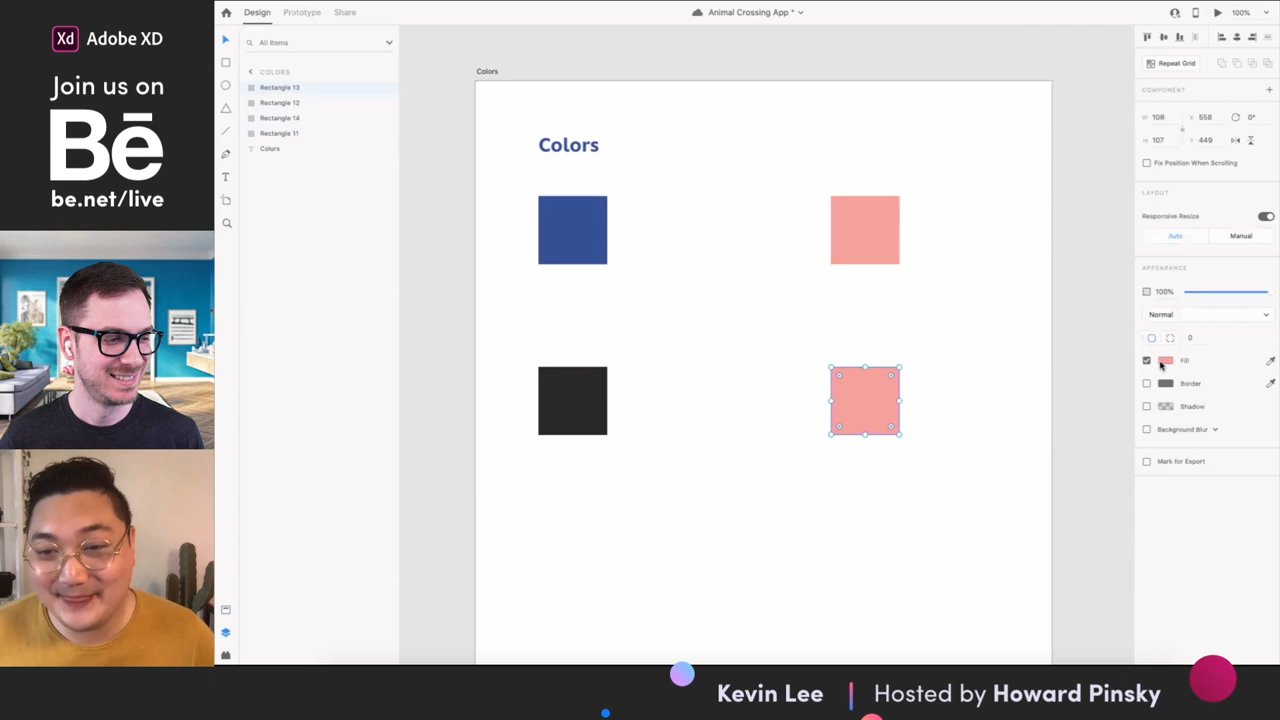 Xd Adobe XD
Join us on
Bē
be.net/live
Design Prototype Share
Animal Crossing App *
100%
All Items
COLORS
Rectangle 13
Rectangle 12
Rectangle 14
Rectangle 11
T Colors
Colors
Colors
Repeat Grid
COMPONENT
W 108 X 558 0°
H 107 Y 449
Fix Position When Scrolling
LAYOUT
Responsive Resize
Auto Manual
APPEARANCE
100%
Normal
0
Fill
Border
Shadow
Background Blur
Mark for Export
Kevin Lee | Hosted by Howard Pinsky